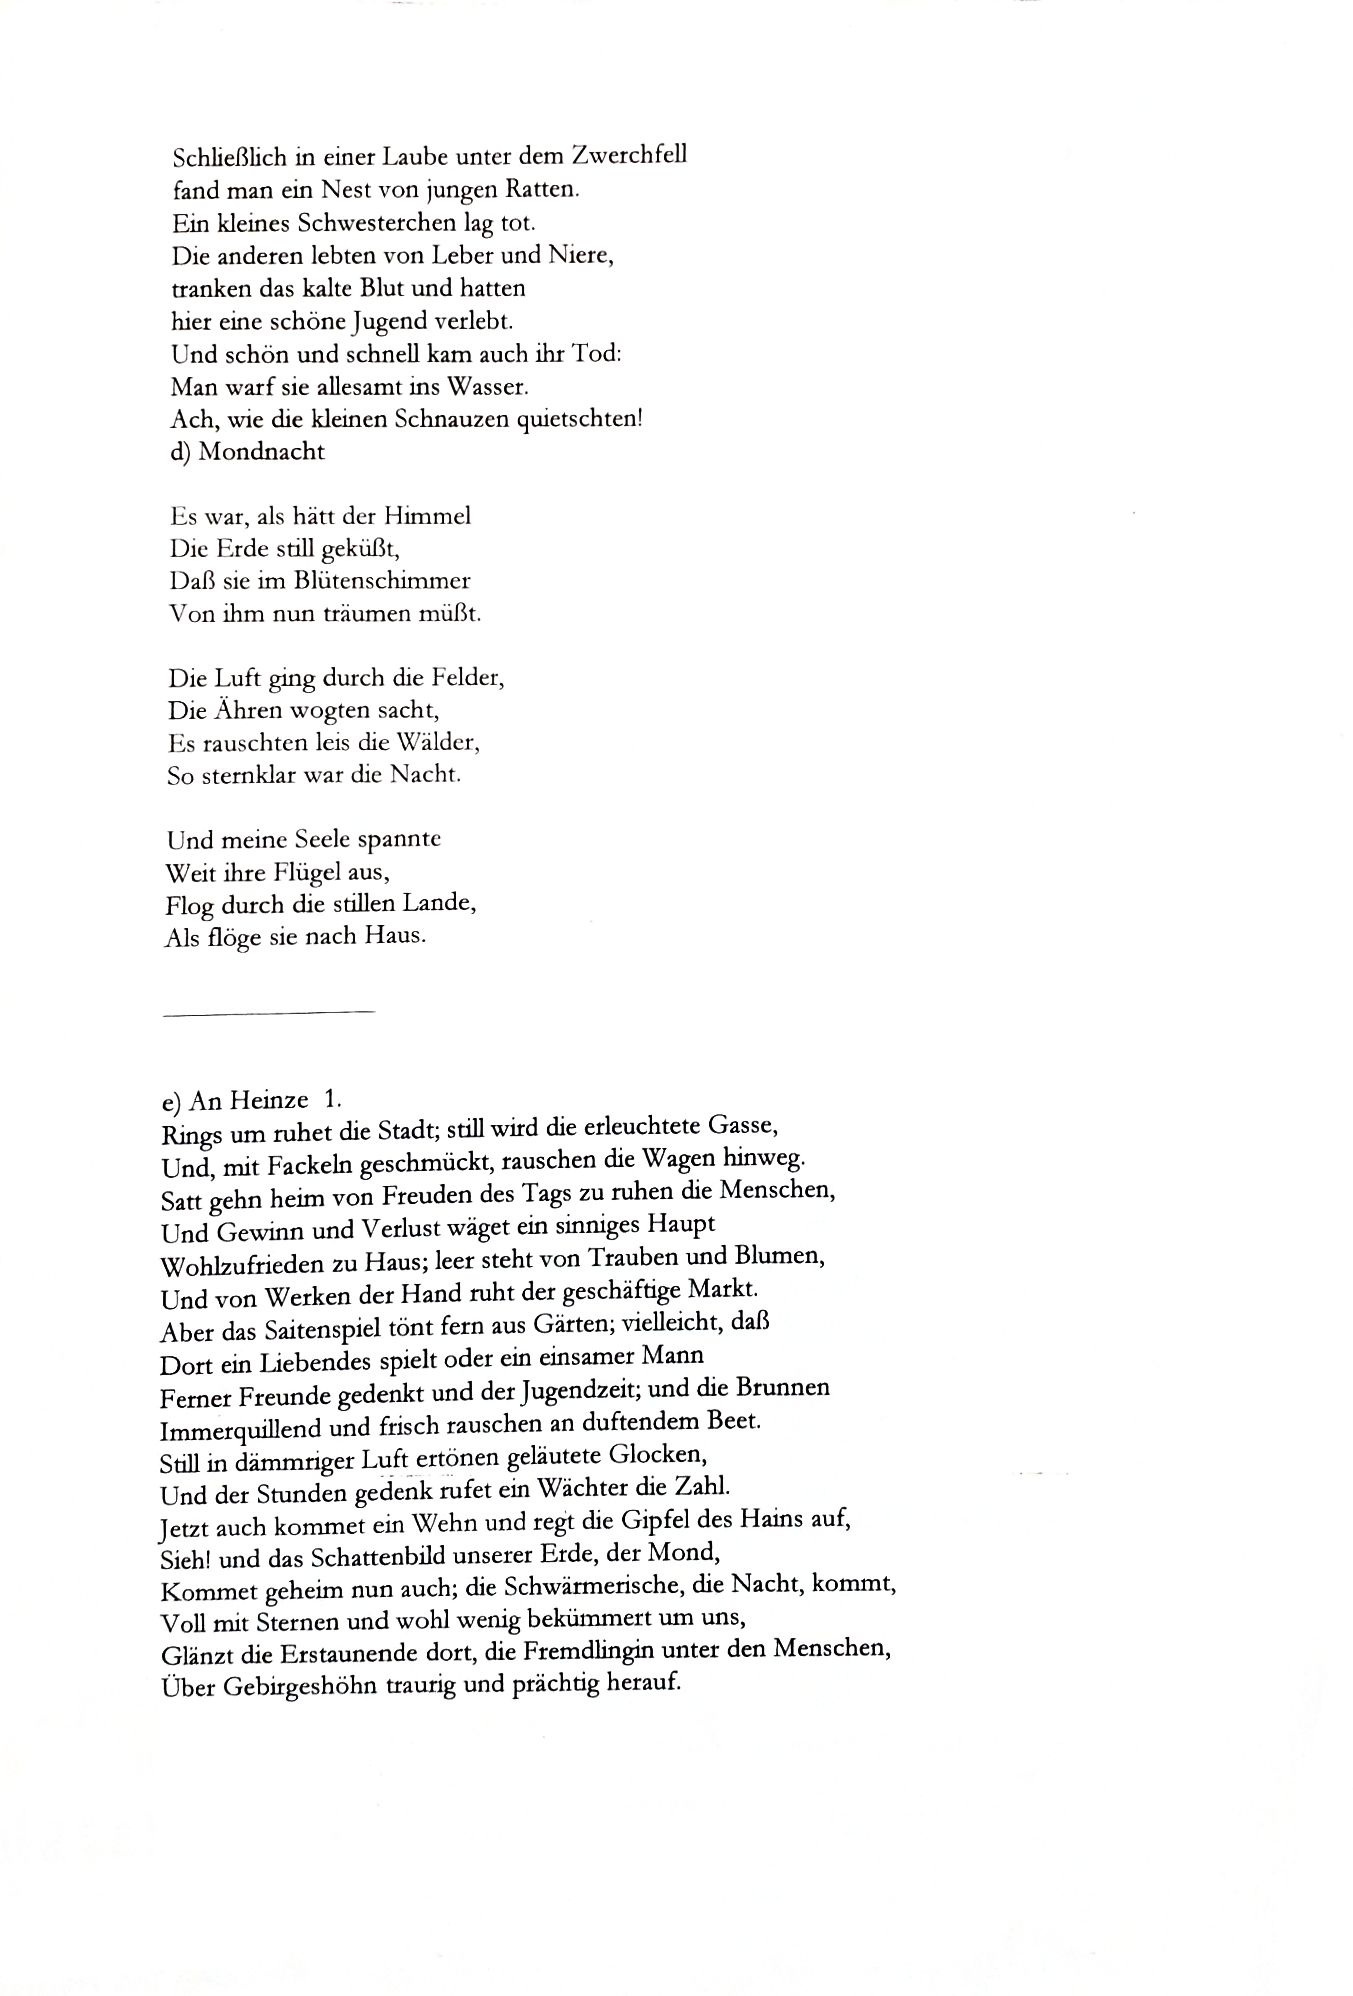 Schließlich in einer Laube unter dem Zwerchfell
fand man ein Nest von jungen Ratten.
Ein kleines Schwesterchen lag tot.
Die anderen lebten von Leber und Niere,
tranken das kalte Blut und hatten
hier eine schöne Jugend verlebt.
Und schön und schnell kam auch ihr Tod:
Man warf sie allesamt ins Wasser.
Ach, wie die kleinen Schnauzen quietschten!
d) Mondnacht
Es war, als hätt der Himmel
Die Erde still geküßt,
Daß sie im Blütenschimmer
Von ihm nun träumen müßt.
Die Luft ging durch die Felder,
Die Ähren wogten sacht,
Es rauschten leis die Wälder,
So sternklar war die Nacht.
Und meine Seele spannte
Weit ihre Flügel aus,
Flog durch die stillen Lande,
Als flöge sie nach Haus.
e) An Heinze 1.
Rings um ruhet die Stadt; still wird die erleuchtete Gasse,
Und, mit Fackeln geschmückt, rauschen die Wagen hinweg.
Satt gehn heim von Freuden des Tags zu ruhen die Menschen,
Und Gewinn und Verlust wäget ein sinniges Haupt
Wohlzufrieden zu Haus; leer steht von Trauben und Blumen,
Und von Werken der Hand ruht der geschäftige Markt.
Aber das Saitenspiel tönt fern aus Gärten; vielleicht, daß
Dort ein Liebendes spielt oder ein einsamer Mann
Ferner Freunde gedenkt und der Jugendzeit; und die Brunnen
Immerquillend und frisch rauschen an duftendem Beet.
Still in dämmriger Luft ertönen geläutete Glocken,
Und der Stunden gedenk rufet ein Wächter die Zahl.
Jetzt auch kommet ein Wehn und regt die Gipfel des Hains auf,
Sieh! und das Schattenbild unserer Erde, der Mond,
Kommet geheim nun auch; die Schwärmerische, die Nacht, kommt,
Voll mit Sternen und wohl wenig bekümmert um uns,
Glänzt die Erstaunende dort, die Fremdlingin unter den Menschen,
Über Gebirgeshöhn traurig und prächtig herauf.